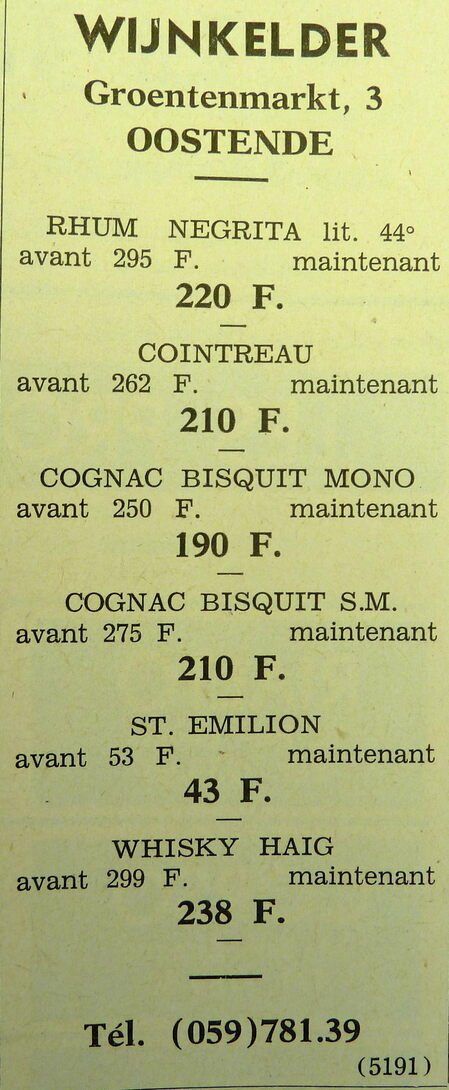 WIJNKELDER
Groentenmarkt, 3
OOSTENDE
RHUM NEGRITA lit. 44°
avant 295 F. maintenant
220 F.
COINTREAU
avant 262 F. maintenant
210 F.
COGNAC BISQUIT MONO
avant 250 F. maintenant
190 F.
COGNAC BISQUIT S.M.
avant 275 F. maintenant
210 F.
ST. EMILION
avant 53 F. maintenant
43 F.
WHISKY HAIG
avant 299 F. maintenant
238 F.
Tél. (059)781.39
(5191)